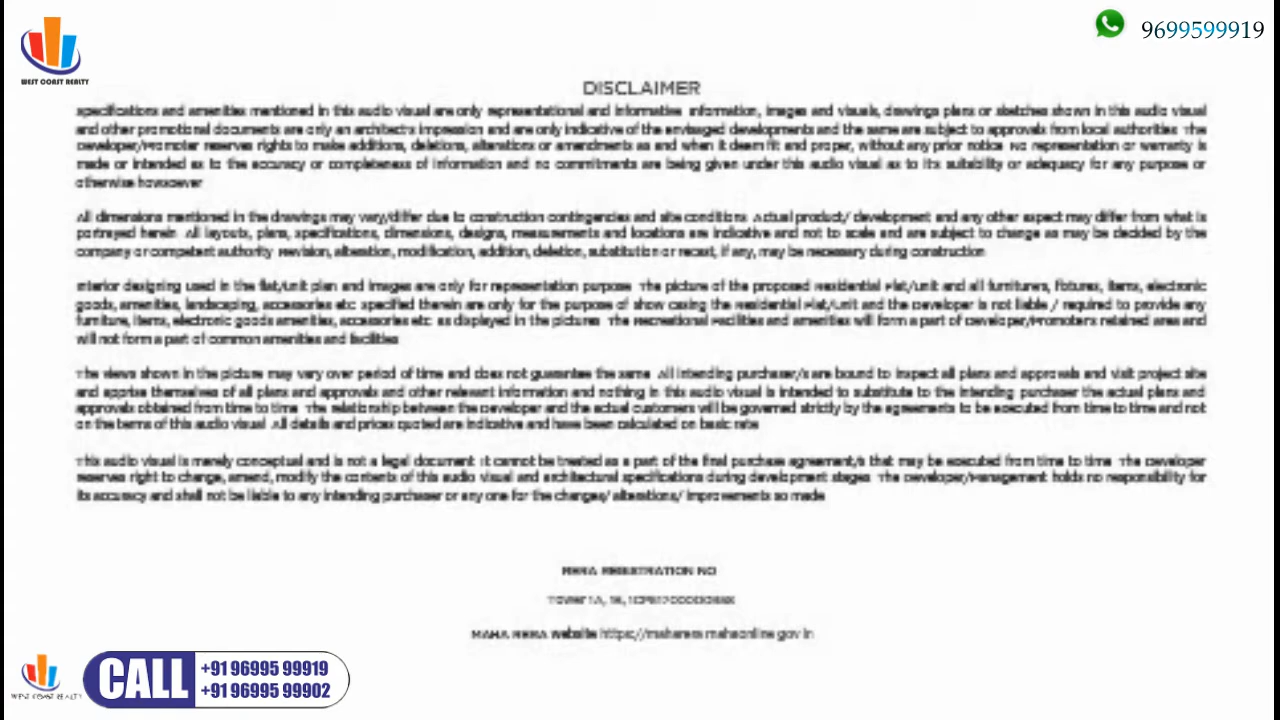 WEST COAST REALTY
9699599919
DISCLAIMER
specifications and amenities mentioned in this audio visual are only representational and informative information, images and visuals, drawings plans or sketches shown in this audio visual
and other promotional documents are only an architect's impression and are only indicative of the envisaged developments and the same are subject to approvals from local authorities The
Developer/Promoter reserves rights to make additions, deletions, alterations or amendments as and when it deem fit and proper, without any prior notice No representation or warranty is
made or intended as to the accuracy or completeness of information and no commitments are being given under this audio visual as to its suitability or adequacy for any purpose or
otherwise howsoever
All dimensions mentioned in the drawings may vary/differ due to construction contingencies and site conditions Actual product/ development and any other aspect may differ from what is
portrayed herein All layouts, plans, specifications, dimensions, designs, measurements and locations are indicative and not to scale and are subject to change as may be decided by the
company or competent authority Revision, alteration, modification, addition, deletion, substitution or recast, if any, may be necessary during construction
Interior designing used in the flat/unit plan and images are only for representation purpose The picture of the proposed Residential Flat/Unit and all furnitures, fixtures, items, electronic
goods, amenities, landscaping, accessories etc specified therein are only for the purpose of show casing the Residential Flat/Unit and the Developer is not liable / required to provide any
furniture, items, electronic goods amenities, accessories etc as displayed in the pictures The Recreational Facilities and amenities will form a part of Developer/Promoters retained area and
will not form a part of common amenities and facilities
The views shown in the picture may vary over period of time and does not guarantee the same All intending purchaser/s are bound to inspect all plans and approvals and visit project site
and apprise themselves of all plans and approvals and other relevant information and nothing in this audio visual is intended to substitute to the intending purchaser the actual plans and
approvals obtained from time to time The relationship between the Developer and the actual customers will be governed strictly by the agreements to be executed from time to time and not
on the terms of this audio visual All details and prices quoted are indicative and have been calculated on basic rate
This audio visual is merely conceptual and is not a legal document It cannot be treated as a part of the final purchase agreement/s that may be executed from time to time The Developer
reserves right to change, amend, modify the contents of this audio visual and architectural specifications during development stages The Developer/Management holds no responsibility for
its accuracy and shall not be liable to any intending purchaser or any one for the changes/ alterations/ improvements so made
RERA REGISTRATION NO
MAHA RERA website https://maharera mahaonline gov in
WEST COAST REALTY
CALL
+91 96995 99919
+91 96995 99902